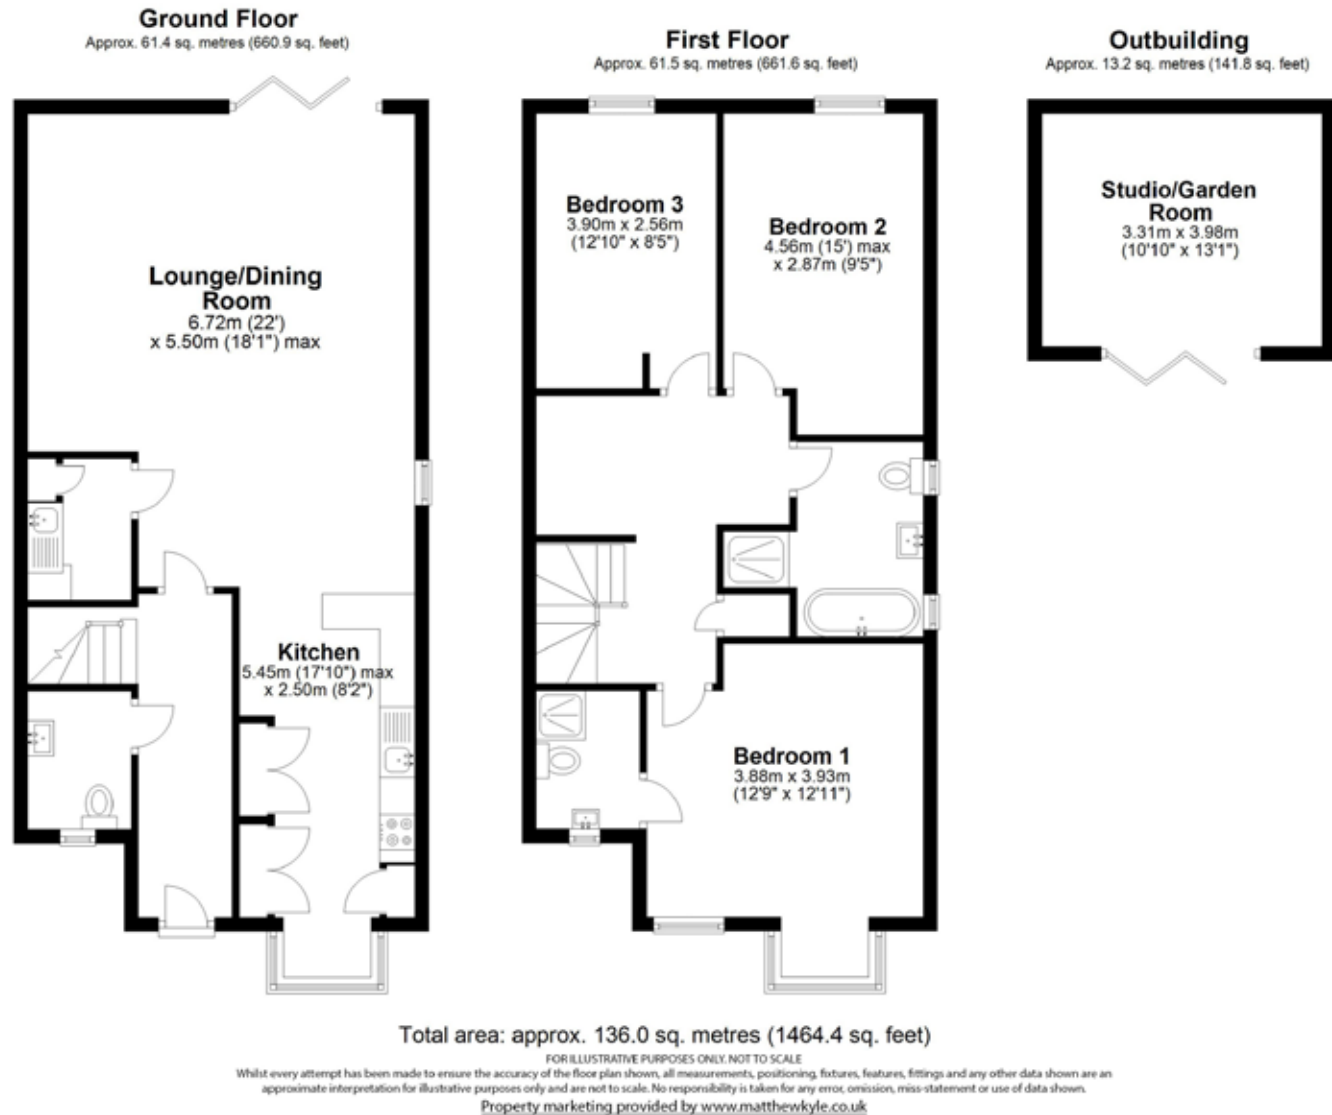 Ground Floor
Approx. 61.4 sq. metres (660.9 sq. feet)
Lounge/Dining
Room
6.72m (22')
x 5.50m (18'1") max
Kitchen
5.45m (17'10") max
x 2.50m (8'2")
First Floor
Approx. 61.5 sq. metres (661.6 sq. feet)
Bedroom 3
3.90m x 2.56m
(12'10" x 8'5")
Bedroom 2
4.56m (15') max
x 2.87m (9'5")
Bedroom 1
3.88m x 3.93m
(12'9" x 12'11")
Outbuilding
Approx. 13.2 sq. metres (141.8 sq. feet)
Studio/Garden
Room
3.31m x 3.98m
(10'10" x 13'1")
Total area: approx. 136.0 sq. metres (1464.4 sq. feet)
FOR ILLUSTRATIVE PURPOSES ONLY. NOT TO SCALE
Whilst every attempt has been made to ensure the accuracy of the floor plan shown, all measurements, positioning, fixtures, features, fittings and any other data shown are an
approximate interpretation for illustrative purposes only and are not to scale. No responsibility is taken for any error, omission, miss-statement or use of data shown.
Property marketing provided by www.matthewkyle.co.uk